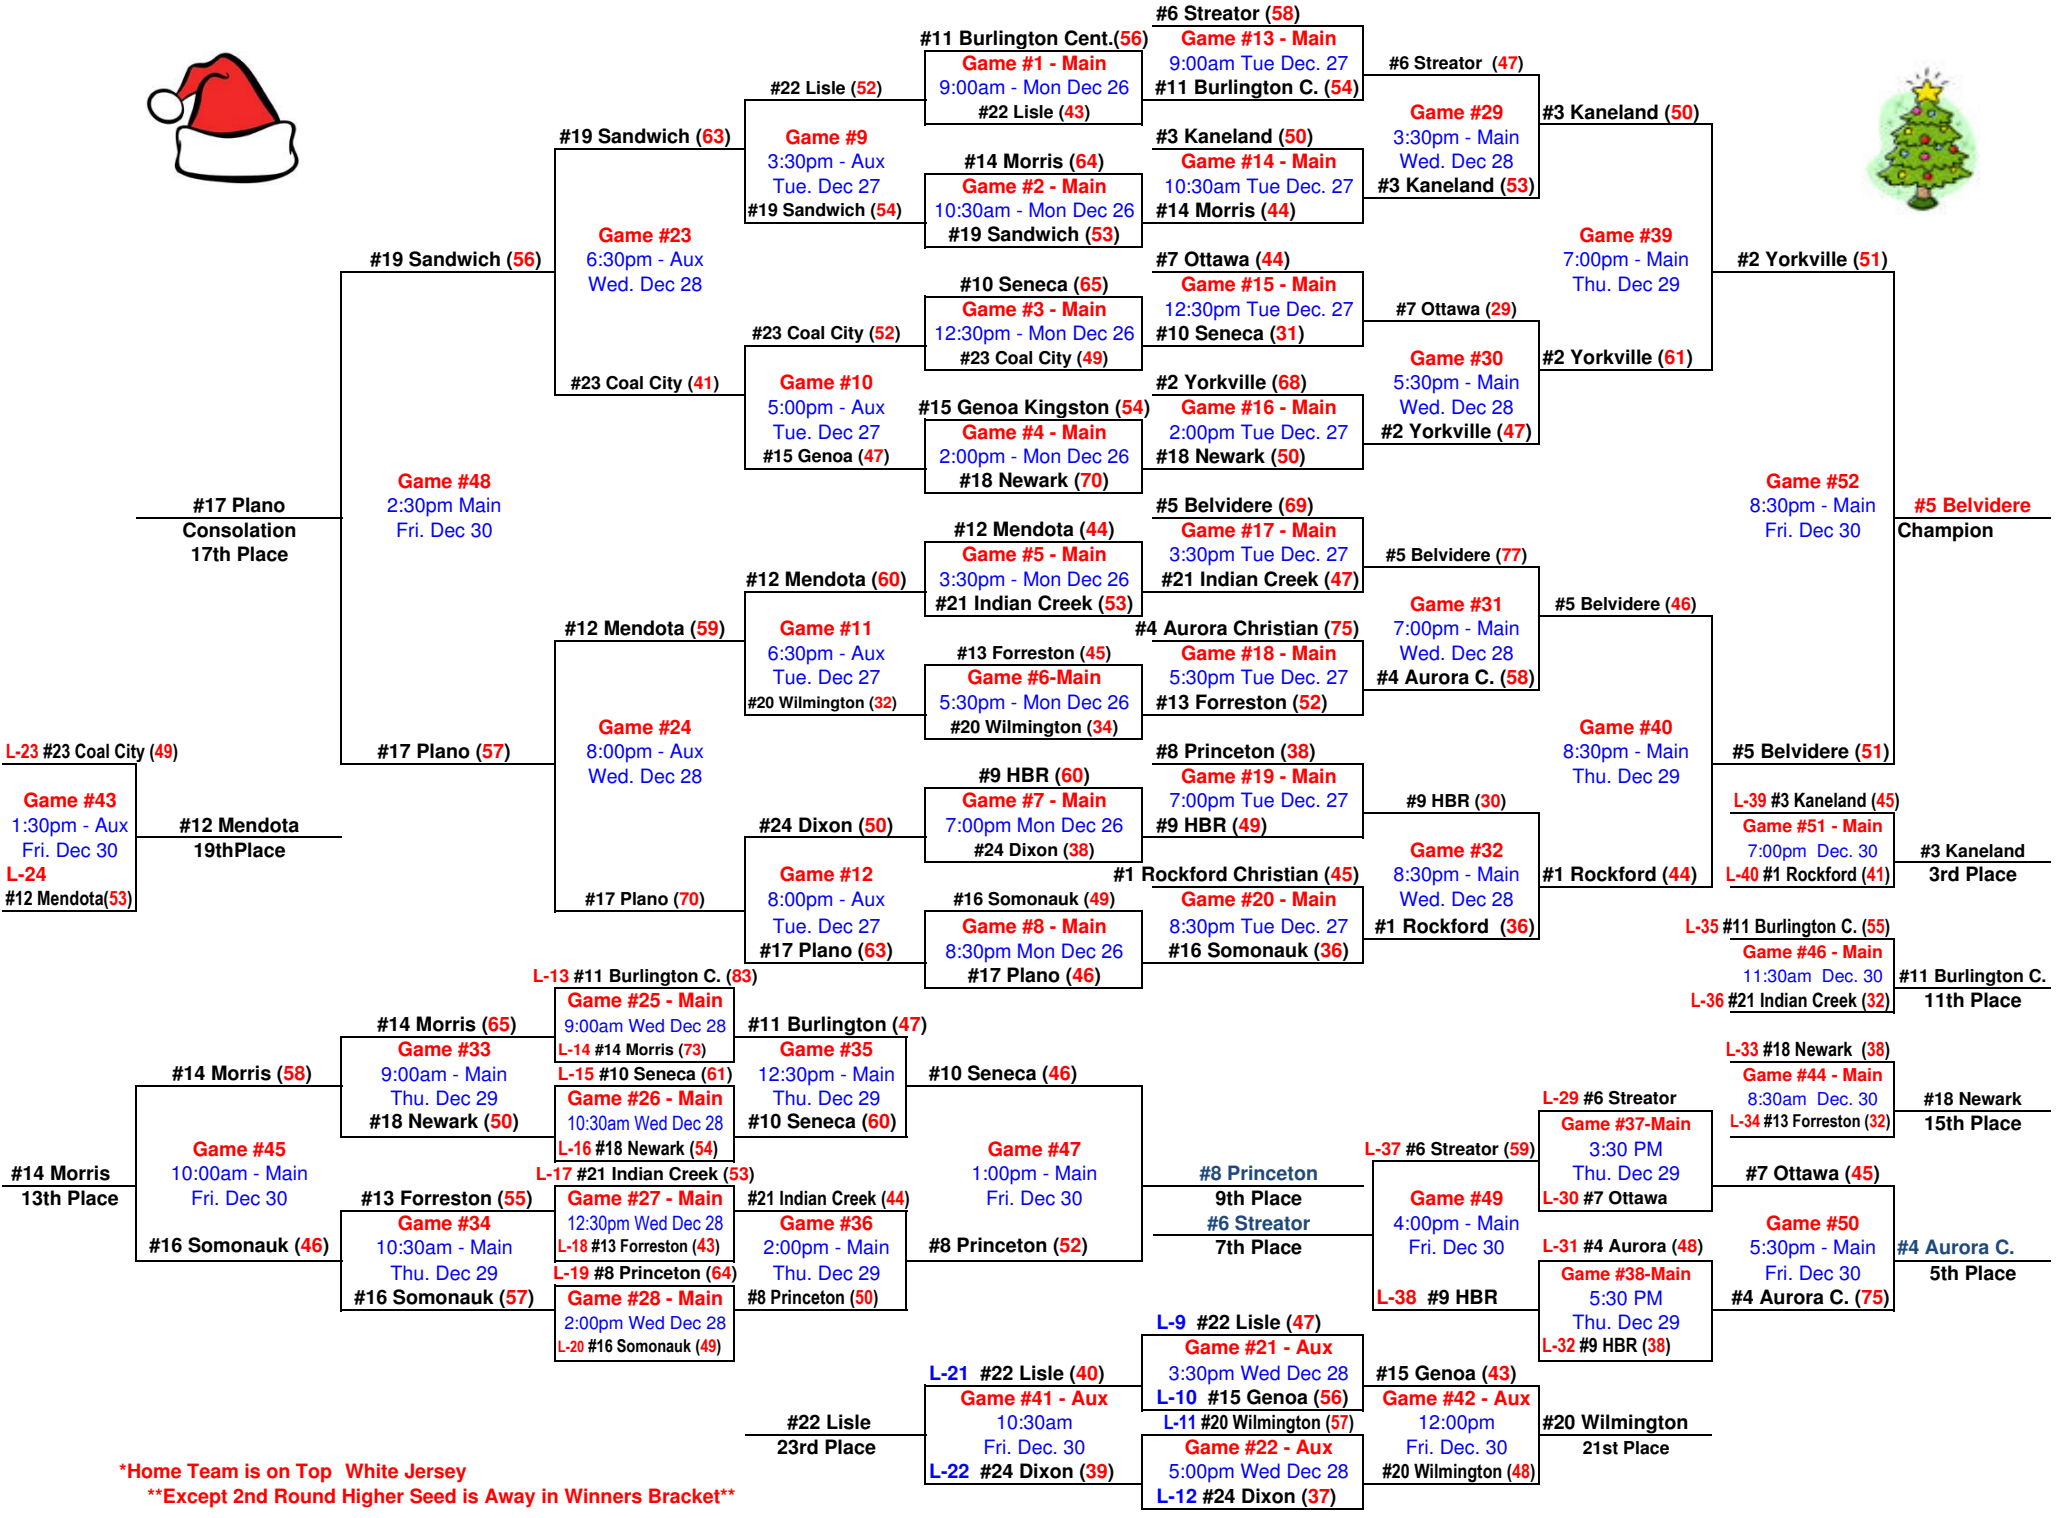 #6 Streator (58)
#11 Burlington Cent.(56)
Game #13 - Main
Game #1 - Main
9:00am Tue Dec. 27
#6 Streator (47)
#22 Lisle (52)
9:00am - Mon Dec 26
#11 Burlington C. (54)
#22 Lisle (43)
Game #29
#3 Kaneland (50)
#19 Sandwich (63)
Game #9
#3 Kaneland (50)
3:30pm - Main
3:30pm - Aux
#14 Morris (64)
Game #14 - Main
Wed. Dec 28
Tue. Dec 27
Game #2 - Main
10:30am Tue Dec. 27
#3 Kaneland (53)
#19 Sandwich (54)
10:30am - Mon Dec 26
#14 Morris (44)
Game #23
#19 Sandwich (53)
Game #39
#19 Sandwich (56)
6:30pm - Aux
#7 Ottawa (44)
7:00pm - Main
#2 Yorkville (51)
Wed. Dec 28
#10 Seneca (65)
Game #15 - Main
Thu. Dec 29
Game #3 - Main
12:30pm Tue Dec. 27
#7 Ottawa (29)
#23 Coal City (52)
12:30pm - Mon Dec 26
#10 Seneca (31)
#23 Coal City (49)
Game #30
#2 Yorkville (61)
#23 Coal City (41)
Game #10
#2 Yorkville (68)
5:30pm - Main
5:00pm - Aux
#15 Genoa Kingston (54)
Game #16 - Main
Wed. Dec 28
Tue. Dec 27
Game #4 - Main
2:00pm Tue Dec. 27
#2 Yorkville (47)
#15 Genoa (47)
2:00pm - Mon Dec 26
#18 Newark (50)
Game #48
#18 Newark (70)
Game #52
#17 Plano
2:30pm Main
#5 Belvidere (69)
8:30pm - Main
#5 Belvidere
Consolation
Fri. Dec 30
#12 Mendota (44)
Game #17 - Main
Fri. Dec 30
Champion
17th Place
Game #5 - Main
3:30pm Tue Dec. 27
#5 Belvidere (77)
#12 Mendota (60)
3:30pm - Mon Dec 26
#21 Indian Creek (47)
#21 Indian Creek (53)
Game #31
#5 Belvidere (46)
#12 Mendota (59)
Game #11
#4 Aurora Christian (75)
7:00pm - Main
6:30pm - Aux
#13 Forreston (45)
Game #18 - Main
Wed. Dec 28
Tue. Dec 27
Game #6-Main
5:30pm Tue Dec. 27
#4 Aurora C. (58)
#20 Wilmington (32)
5:30pm - Mon Dec 26
#13 Forreston (52)
Game #24
#20 Wilmington (34)
Game #40
L-23 #23 Coal City (49)
#17 Plano (57)
8:00pm - Aux
#8 Princeton (38)
8:30pm - Main
#5 Belvidere (51)
Wed. Dec 28
#9 HBR (60)
Game #19 - Main
Thu. Dec 29
Game #43
Game #7 - Main
7:00pm Tue Dec. 27
#9 HBR (30)
L-39 #3 Kaneland (45)
1:30pm - Aux
#12 Mendota
#24 Dixon (50)
7:00pm Mon Dec 26
#9 HBR (49)
Game #51 - Main
Fri. Dec 30
19thPlace
#24 Dixon (38)
Game #32
7:00pm Dec. 30
#3 Kaneland
L-24
Game #12
#1 Rockford Christian (45)
8:30pm - Main
#1 Rockford (44)
L-40 #1 Rockford (41)
3rd Place
#12 Mendota(53)
#17 Plano (70)
8:00pm - Aux
#16 Somonauk (49)
Game #20 - Main
Wed. Dec 28
Tue. Dec 27
Game #8 - Main
8:30pm Tue Dec. 27
#1 Rockford (36)
L-35 #11 Burlington C. (55)
#17 Plano (63)
8:30pm Mon Dec 26
#16 Somonauk (36)
Game #46 - Main
L-13 #11 Burlington C. (83)
#17 Plano (46)
11:30am Dec. 30
#11 Burlington C.
Game #25 - Main
L-36 #21 Indian Creek (32)
11th Place
#14 Morris (65)
9:00am Wed Dec 28
#11 Burlington (47)
Game #33
L-14 #14 Morris (73)
Game #35
L-33 #18 Newark (38)
#14 Morris (58)
9:00am - Main
L-15 #10 Seneca (61)
12:30pm - Main
#10 Seneca (46)
Game #44 - Main
Thu. Dec 29
Game #26 - Main
Thu. Dec 29
L-29 #6 Streator
8:30am Dec. 30
#18 Newark
#18 Newark (50)
10:30am Wed Dec 28
#10 Seneca (60)
Game #37-Main
L-34 #13 Forreston (32)
15th Place
Game #45
L-16 #18 Newark (54)
Game #47
L-37 #6 Streator (59)
3:30 PM
#14 Morris
10:00am - Main
L-17 #21 Indian Creek (53)
1:00pm - Main
#8 Princeton
Thu. Dec 29
#7 Ottawa (45)
13th Place
Fri. Dec 30
#13 Forreston (55)
Game #27 - Main
#21 Indian Creek (44)
Fri. Dec 30
9th Place
Game #49
L-30 #7 Ottawa
Game #34
12:30pm Wed Dec 28
Game #36
#6 Streator
4:00pm - Main
Game #50
#16 Somonauk (46)
10:30am - Main
L-18 #13 Forreston (43)
2:00pm - Main
#8 Princeton (52)
7th Place
Fri. Dec 30
L-31 #4 Aurora (48)
5:30pm - Main
#4 Aurora C.
Thu. Dec 29
L-19 #8 Princeton (64)
Thu. Dec 29
Game #38-Main
Fri. Dec 30
5th Place
#16 Somonauk (57)
Game #28 - Main
#8 Princeton (50)
L-38 #9 HBR
5:30 PM
#4 Aurora C. (75)
2:00pm Wed Dec 28
L-9 #22 Lisle (47)
Thu. Dec 29
L-20 #16 Somonauk (49)
Game #21 - Aux
L-32 #9 HBR (38)
L-21 #22 Lisle (40)
3:30pm Wed Dec 28
#15 Genoa (43)
Game #41 - Aux
L-10 #15 Genoa (56)
Game #42 - Aux
#22 Lisle
10:30am
L-11 #20 Wilmington (57)
12:00pm
#20 Wilmington
23rd Place
Fri. Dec. 30
Game #22 - Aux
Fri. Dec. 30
21st Place
*Home Team is on Top White Jersey
L-22 #24 Dixon (39)
5:00pm Wed Dec 28
#20 Wilmington (48)
**Except 2nd Round Higher Seed is Away in Winners Bracket**
L-12 #24 Dixon (37)